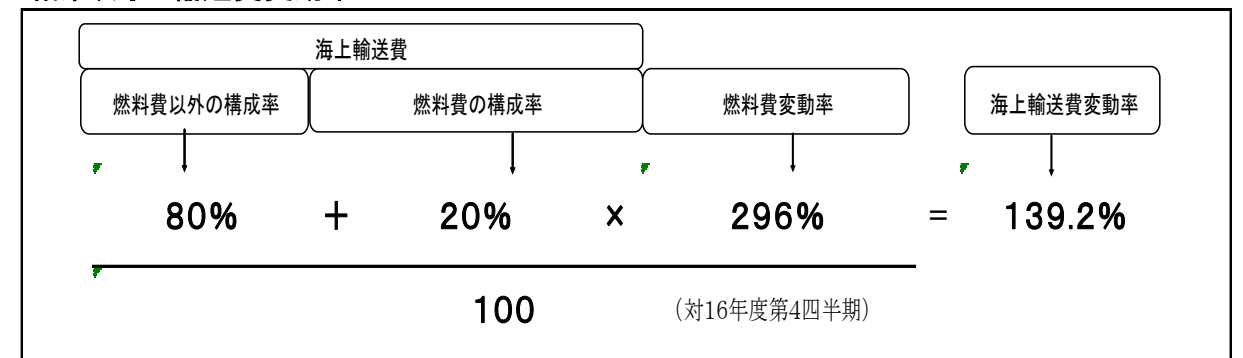 海上輸送費
燃料費以外の構成率 燃料費の構成率 燃料費変動率 海上輸送費変動率
80% + 20% × 296% = 139.2%
100 (対16年度第4四半期)